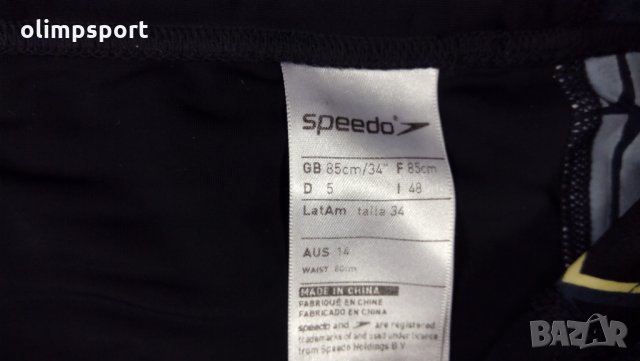 olimpsport
speedo
GB 85cm/34" F 85cm
D 5 I 48
LatAm talla 34
AUS 14
WAIST 80cm
MADE IN CHINA
FABRIQUÉ EN CHINE
FABRICADO EN CHINA
speedo and are registered
trademarks of and used under licence
from Speedo Holdings B.V.
BAZAR